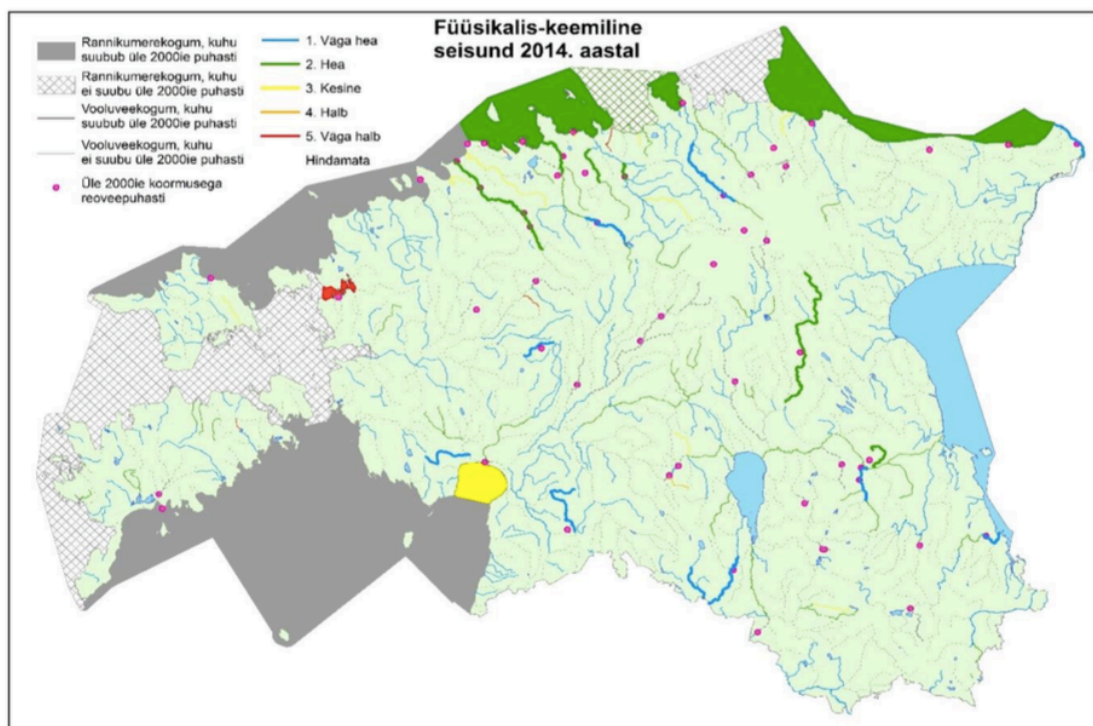 Füüsikalis-keemiline
seisund 2014. aastal
Rannikumerekogum, kuhu
suubub üle 2000ie puhasti
Rannikumerekogum, kuhu
ei suubu üle 2000ie puhasti
Vooluveekogum, kuhu
suubub üle 2000ie puhasti
Vooluveekogum, kuhu
ei suubu üle 2000ie puhasti
Üle 2000ie koormusega
reoveepuhasti
1. Väga hea
2. Hea
3. Kesine
4. Halb
5. Väga halb
Hindamata